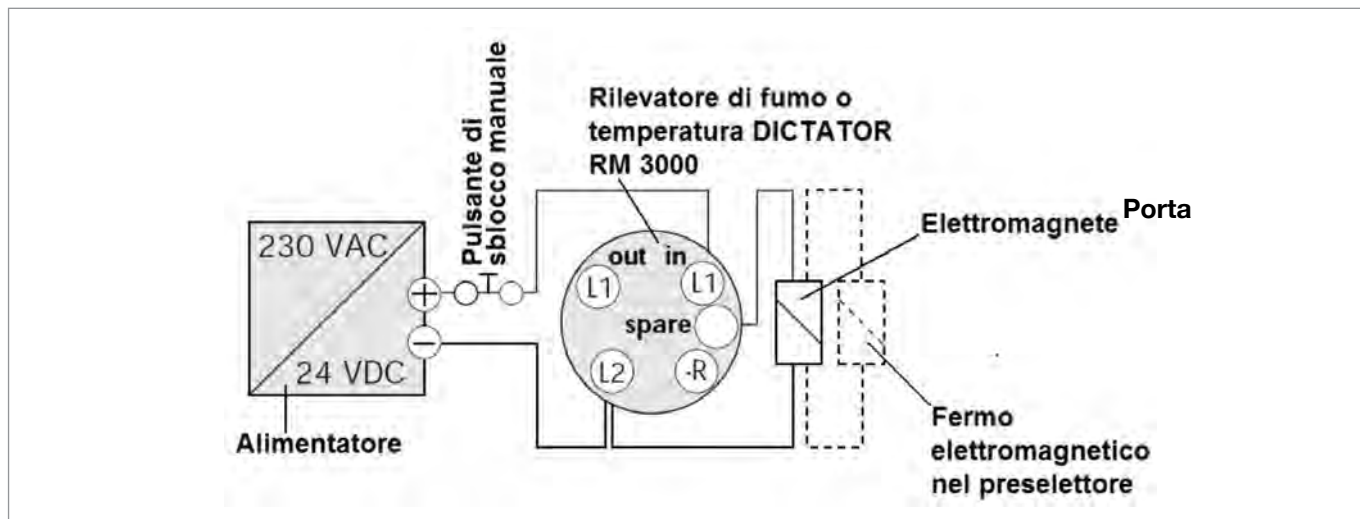 Pulsante di
sblocco manuale
Rilevatore di fumo o
temperatura DICTATOR
RM 3000
Elettromagnete Porta
230 VAC
24 VDC
+
−
out in
L1 L1
spare
L2 -R
Alimentatore
Fermo
elettromagnetico
nel preselettore